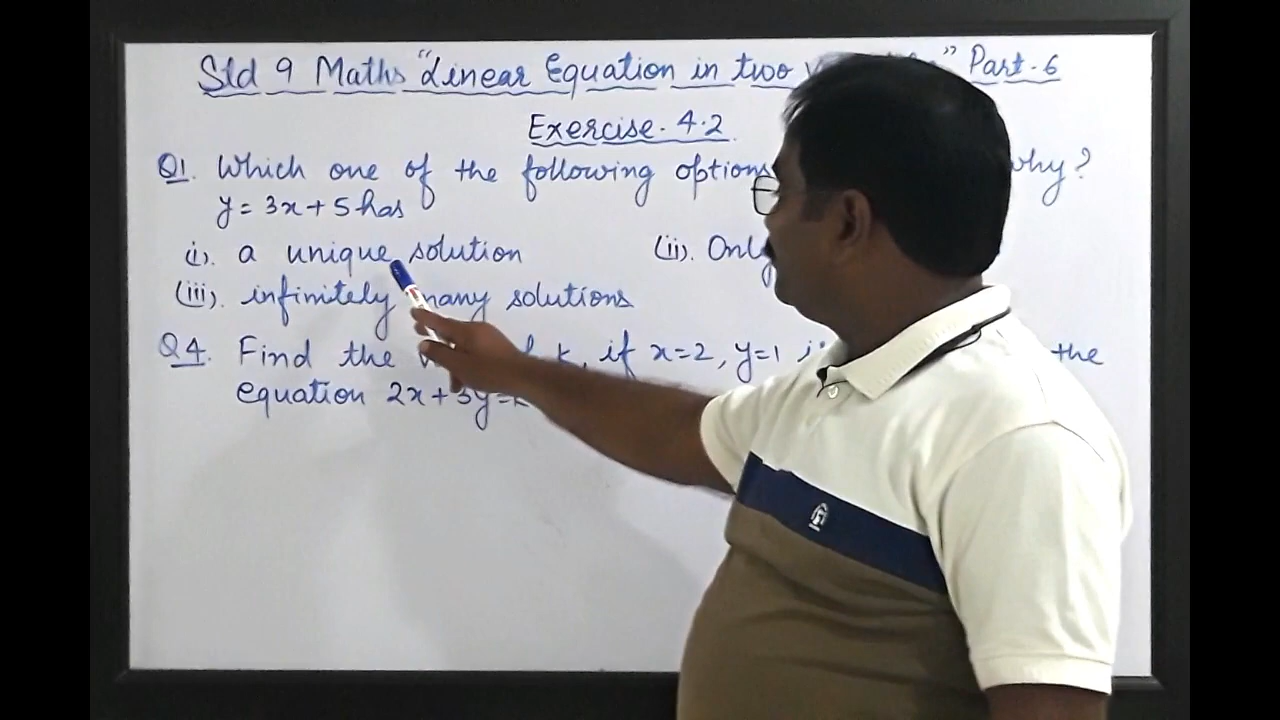 Std 9 Maths "Linear Equation in two " Part-6
Exercise-4.2
Q1. Which one of the following options why?
y = 3x + 5 has
(i). a unique solution (ii). Only
(iii). infinitely many solutions
Q4. Find the k, if x=2, y=1 the
equation 2x+3y=k